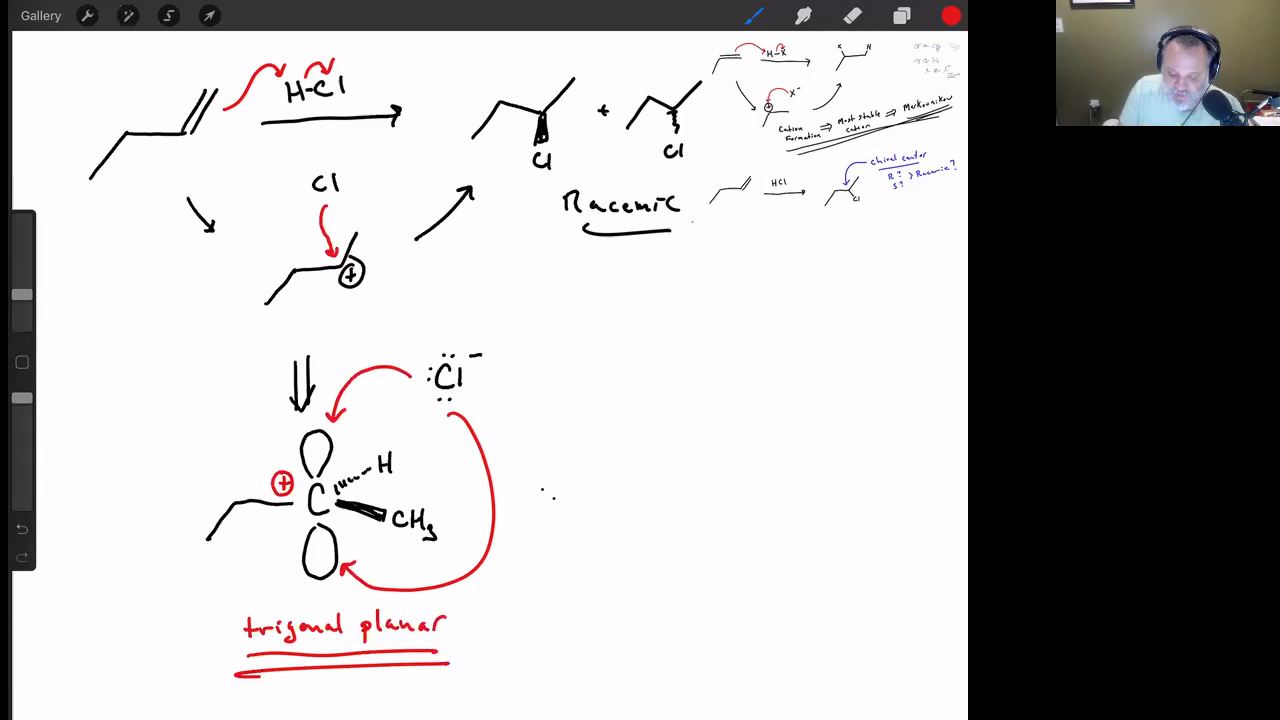 Gallery
H-Cl
Cl
+
Cl
Cl
Racemic
+
:Cl⁻
+
C
H
CH3
trigonal planar
H-X
X
H
X⁻
+
Cation Formation ⇒ Most stable cation ⇒ Markovnikov
HCl
Cl
chiral center
R?
S? > Racemic?